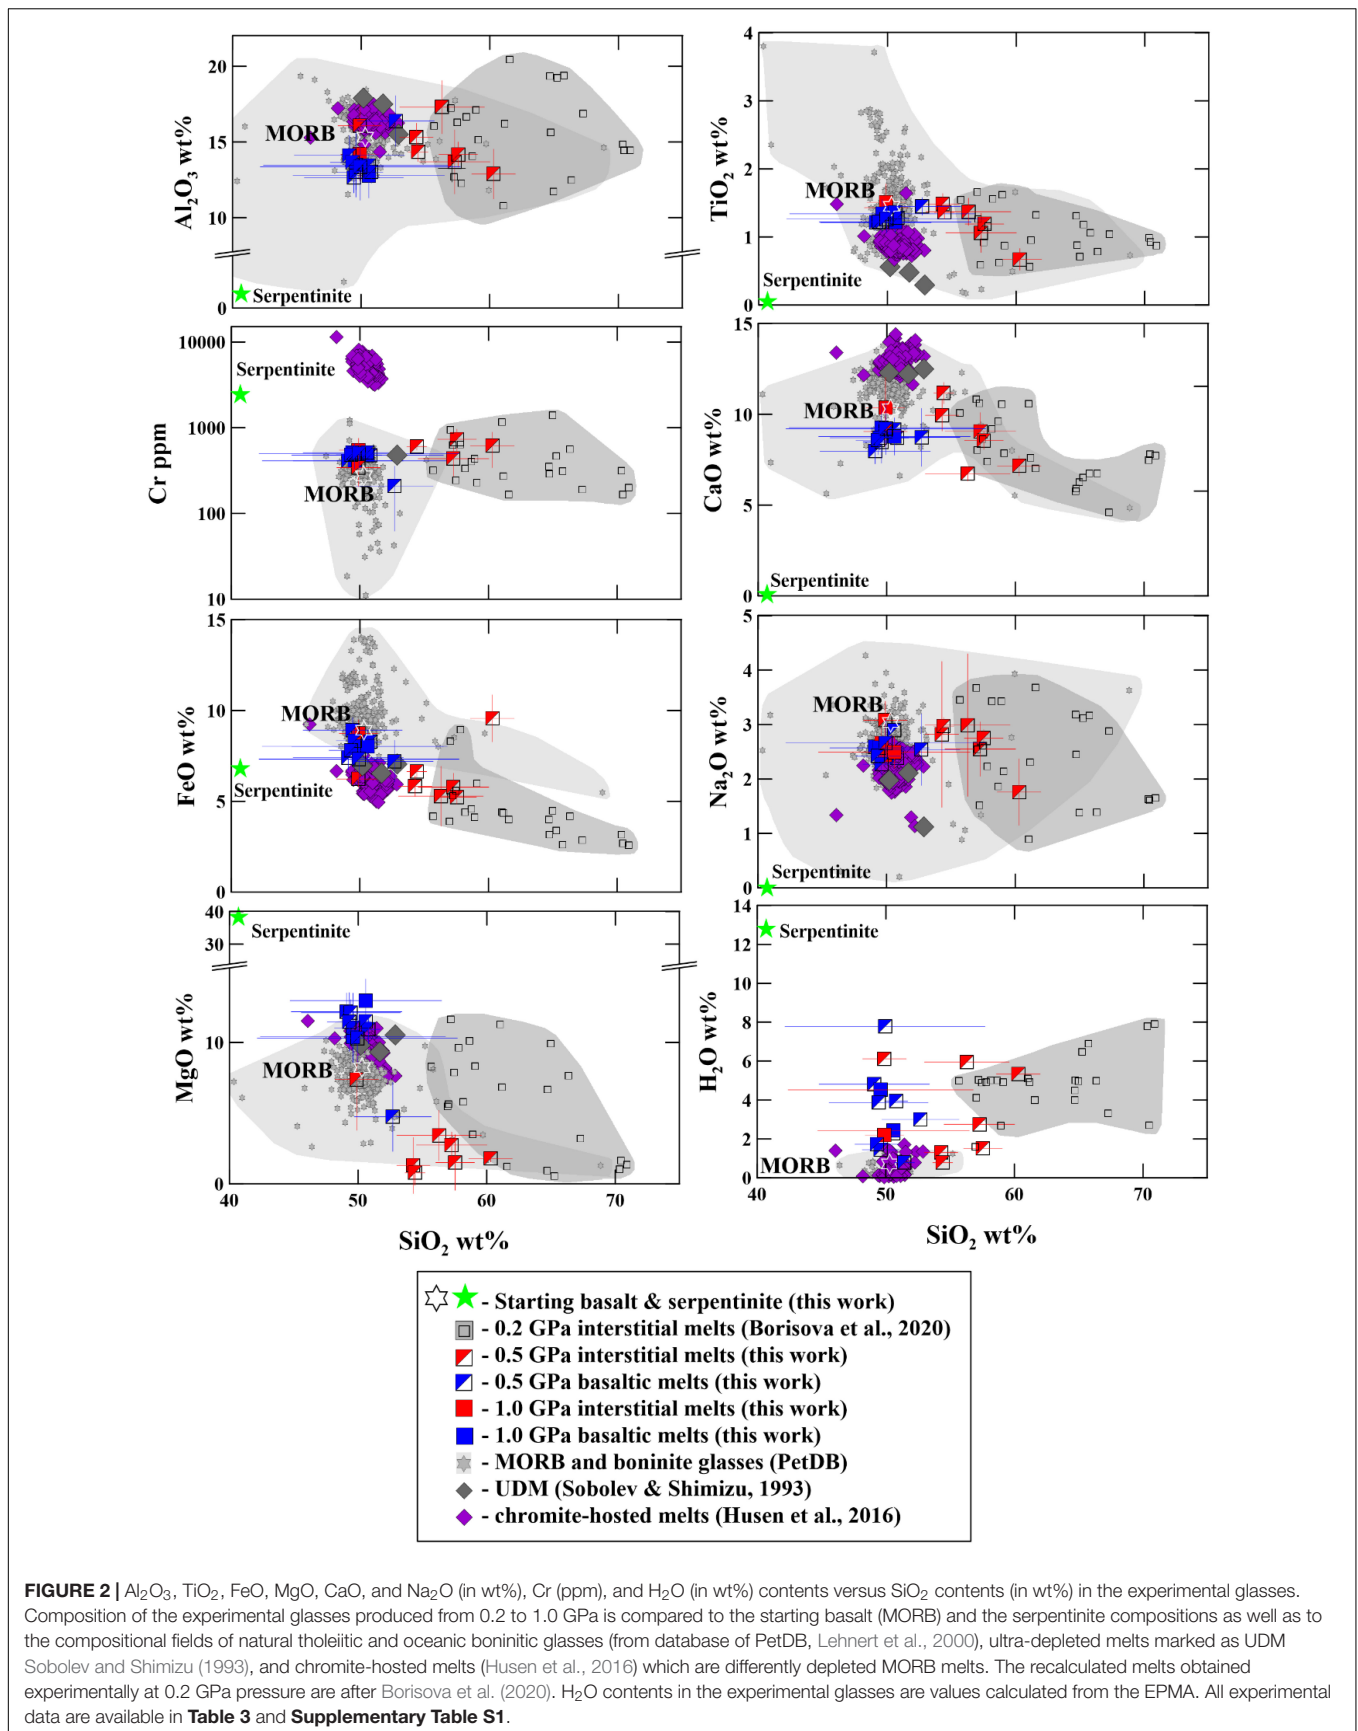 20
15
10
0
Al₂O₃ wt%
MORB
Serpentinite
40 50 60 70
4
3
2
1
0
TiO₂ wt%
MORB
Serpentinite
40 50 60 70
10000
1000
100
10
Cr ppm
Serpentinite
MORB
15
10
5
0
CaO wt%
MORB
Serpentinite
15
10
5
0
FeO wt%
MORB
Serpentinite
5
4
3
2
1
0
Na₂O wt%
MORB
Serpentinite
40
30
10
0
MgO wt%
Serpentinite
MORB
40 50 60 70
SiO₂ wt%
14
12
10
8
6
4
2
0
H₂O wt%
Serpentinite
MORB
40 50 60 70
SiO₂ wt%
- Starting basalt & serpentinite (this work)
- 0.2 GPa interstitial melts (Borisova et al., 2020)
- 0.5 GPa interstitial melts (this work)
- 0.5 GPa basaltic melts (this work)
- 1.0 GPa interstitial melts (this work)
- 1.0 GPa basaltic melts (this work)
- MORB and boninite glasses (PetDB)
- UDM (Sobolev & Shimizu, 1993)
- chromite-hosted melts (Husen et al., 2016)
FIGURE 2 | Al₂O₃, TiO₂, FeO, MgO, CaO, and Na₂O (in wt%), Cr (ppm), and H₂O (in wt%) contents versus SiO₂ contents (in wt%) in the experimental glasses.
Composition of the experimental glasses produced from 0.2 to 1.0 GPa is compared to the starting basalt (MORB) and the serpentinite compositions as well as to
the compositional fields of natural tholeiitic and oceanic boninitic glasses (from database of PetDB, Lehnert et al., 2000), ultra-depleted melts marked as UDM
Sobolev and Shimizu (1993), and chromite-hosted melts (Husen et al., 2016) which are differently depleted MORB melts. The recalculated melts obtained
experimentally at 0.2 GPa pressure are after Borisova et al. (2020). H₂O contents in the experimental glasses are values calculated from the EPMA. All experimental
data are available in Table 3 and Supplementary Table S1.